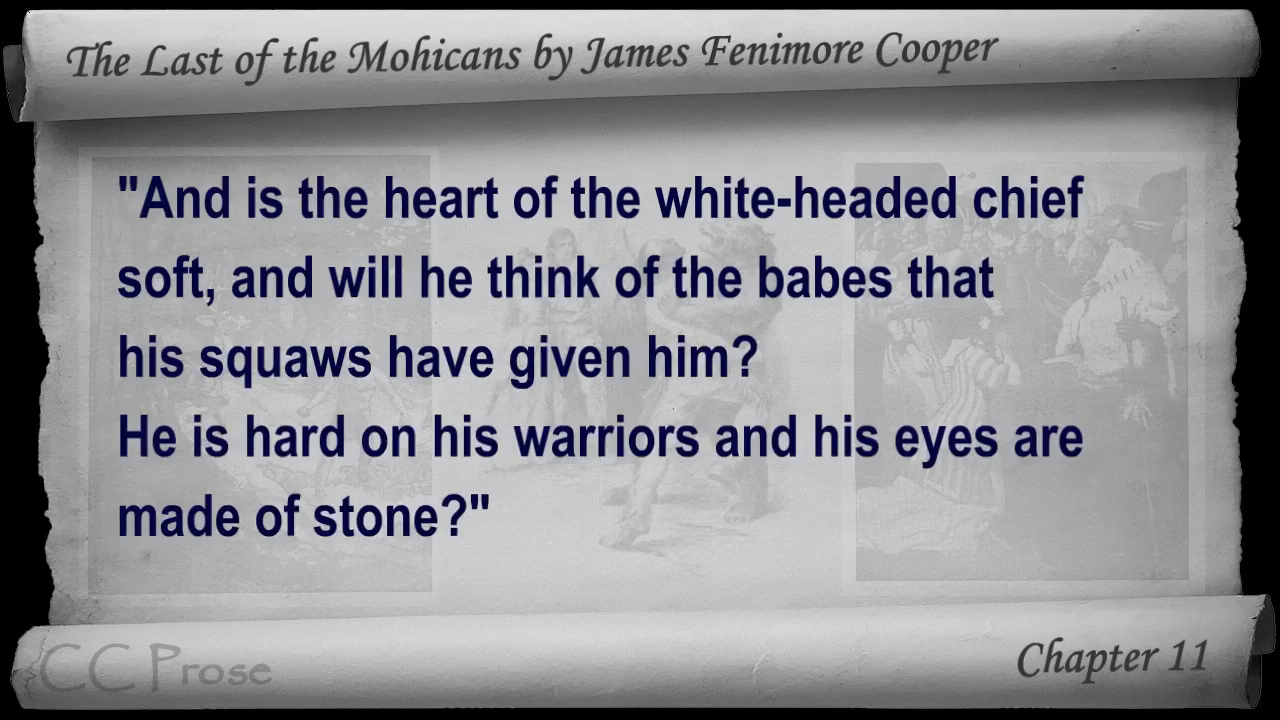 The Last of the Mohicans by James Fenimore Cooper
"And is the heart of the white-headed chief
soft, and will he think of the babes that
his squaws have given him?
He is hard on his warriors and his eyes are
made of stone?"
CC Prose
Chapter 11